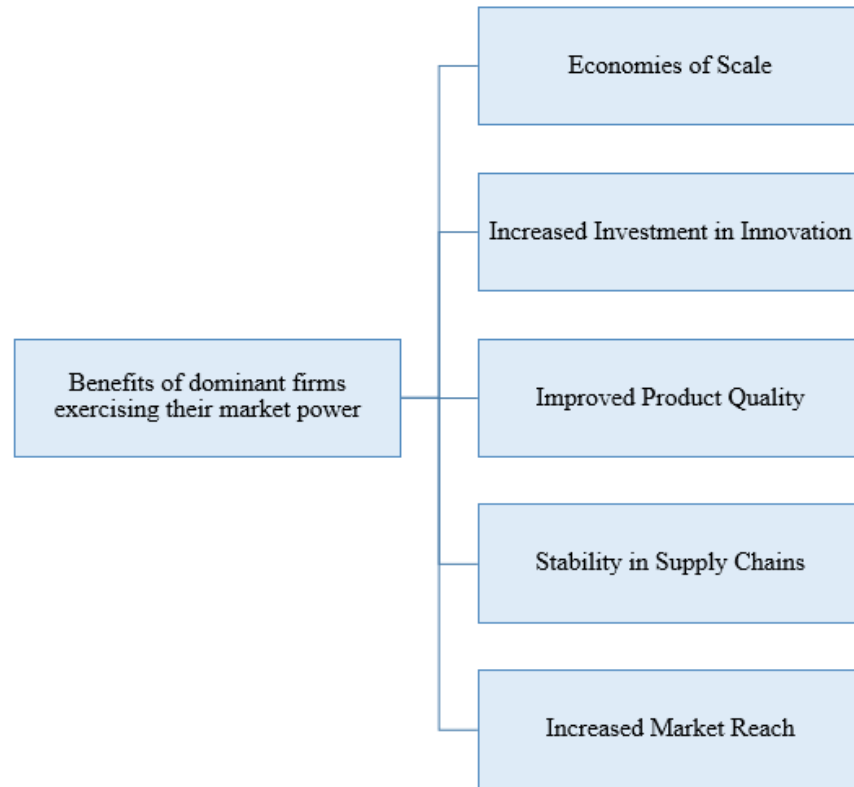 Economies of Scale
Increased Investment in Innovation
Benefits of dominant firms
exercising their market power
Improved Product Quality
Stability in Supply Chains
Increased Market Reach